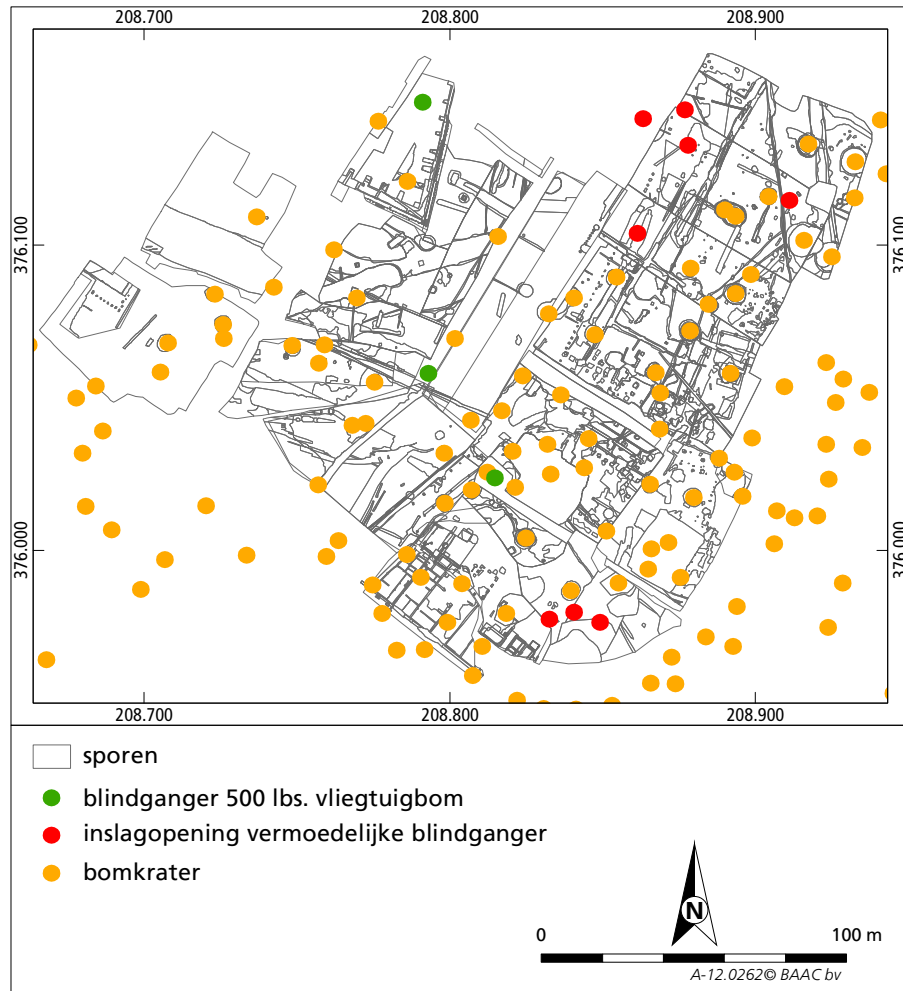 208.700 208.800 208.900
376.100 376.100
376.000 376.000
208.700 208.800 208.900
sporen
blindganger 500 lbs. vliegtuigbom
inslagopening vermoedelijke blindganger
bomkrater
N
0 100 m
A-12.0262© BAAC bv